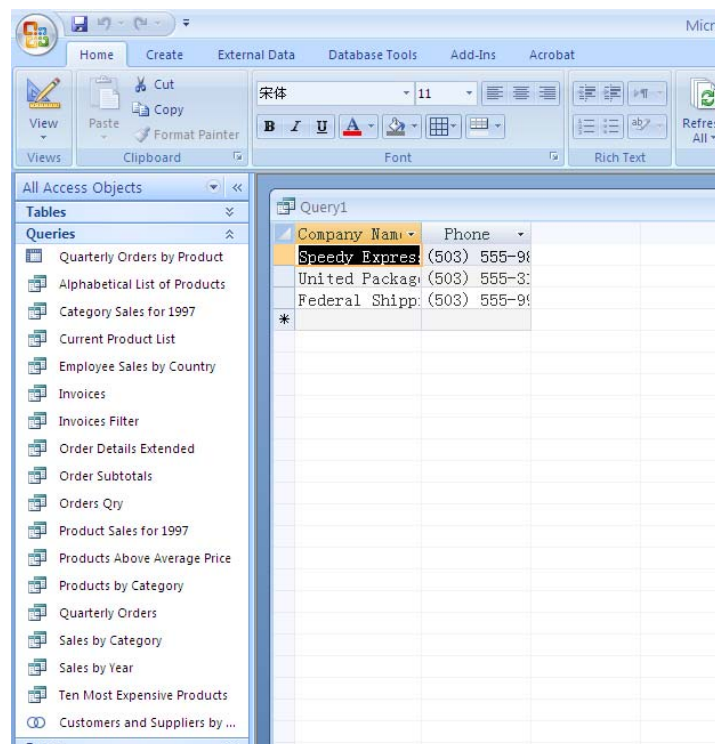 Micr
Home Create External Data Database Tools Add-Ins Acrobat
View Paste Cut Copy Format Painter
宋体 11
B I U A
Refres
All
Views Clipboard Font Rich Text
All Access Objects
Tables
Queries
Quarterly Orders by Product
Alphabetical List of Products
Category Sales for 1997
Current Product List
Employee Sales by Country
Invoices
Invoices Filter
Order Details Extended
Order Subtotals
Orders Qry
Product Sales for 1997
Products Above Average Price
Products by Category
Quarterly Orders
Sales by Category
Sales by Year
Ten Most Expensive Products
Customers and Suppliers by ...
Query1
Company Nam Phone
Speedy Expres (503) 555-98
United Packag (503) 555-3
Federal Shipp (503) 555-99